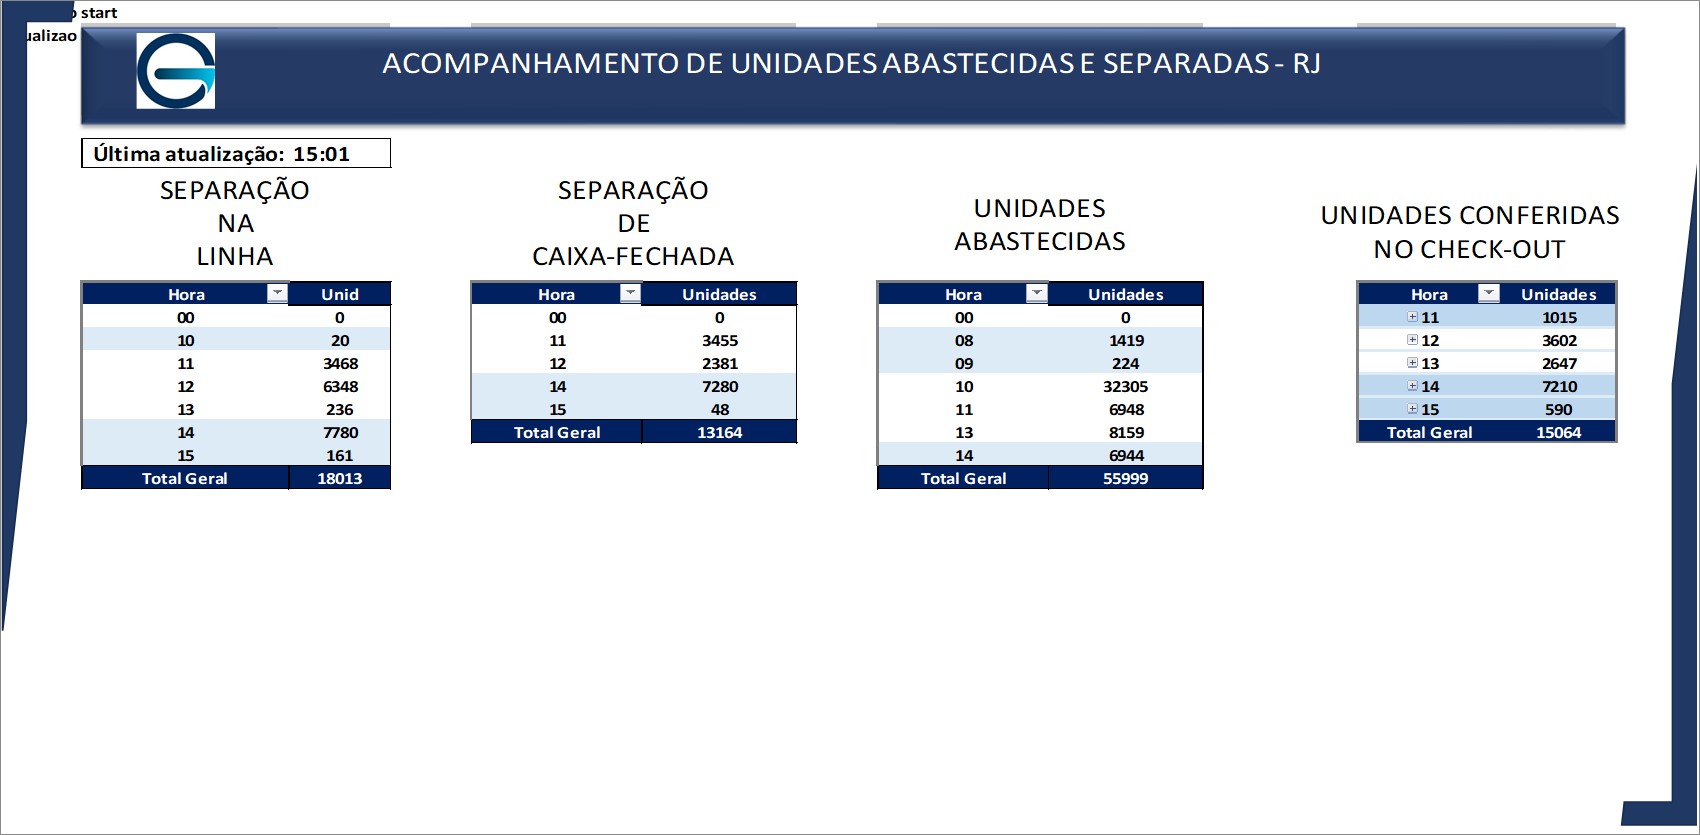 start
ualizao
ACOMPANHAMENTO DE UNIDADES ABASTECIDAS E SEPARADAS - RJ
Última atualização: 15:01
SEPARAÇÃO
NA
LINHA
Hora Unid
00 0
10 20
11 3468
12 6348
13 236
14 7780
15 161
Total Geral 18013
SEPARAÇÃO
DE
CAIXA-FECHADA
Hora Unidades
00 0
11 3455
12 2381
14 7280
15 48
Total Geral 13164
UNIDADES
ABASTECIDAS
Hora Unidades
00 0
08 1419
09 224
10 32305
11 6948
13 8159
14 6944
Total Geral 55999
UNIDADES CONFERIDAS
NO CHECK-OUT
Hora Unidades
11 1015
12 3602
13 2647
14 7210
15 590
Total Geral 15064